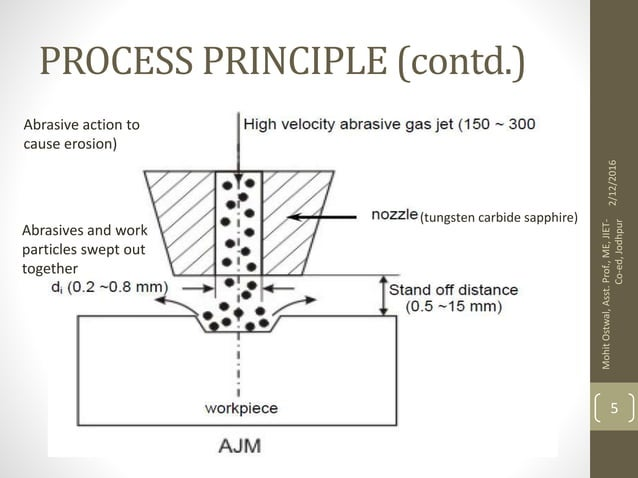 PROCESS PRINCIPLE (contd.)
Abrasive action to
cause erosion)
High velocity abrasive gas jet (150 ~ 300
nozzle (tungsten carbide sapphire)
Abrasives and work
particles swept out
together
dᵢ (0.2 ~0.8 mm)
Stand off distance
(0.5 ~15 mm)
workpiece
AJM
2/12/2016
Mohit Ostwal, Asst. Prof., ME, JIET-
Co-ed, Jodhpur
5